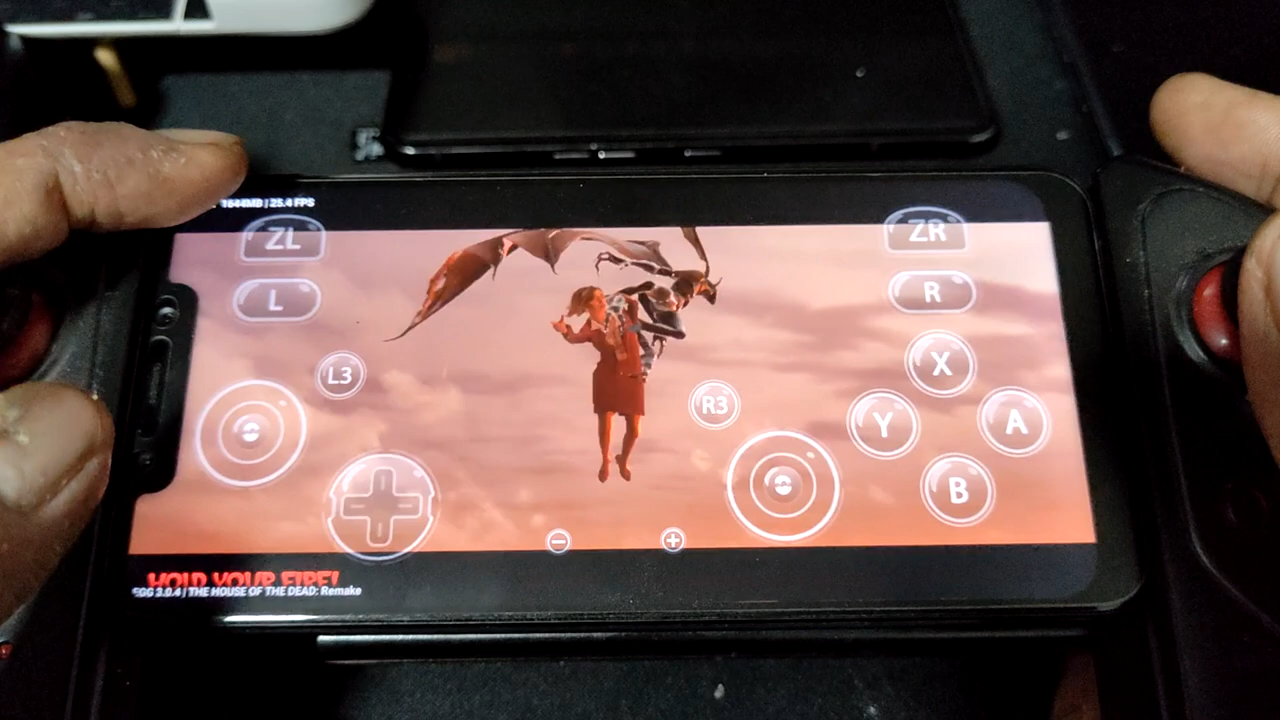 1644MB | 25.4 FPS
ZL
ZR
L
R
L3
X
R3
Y
A
B
HOLD YOUR FIRE!
EGG 3.0.4 | THE HOUSE OF THE DEAD: Remake